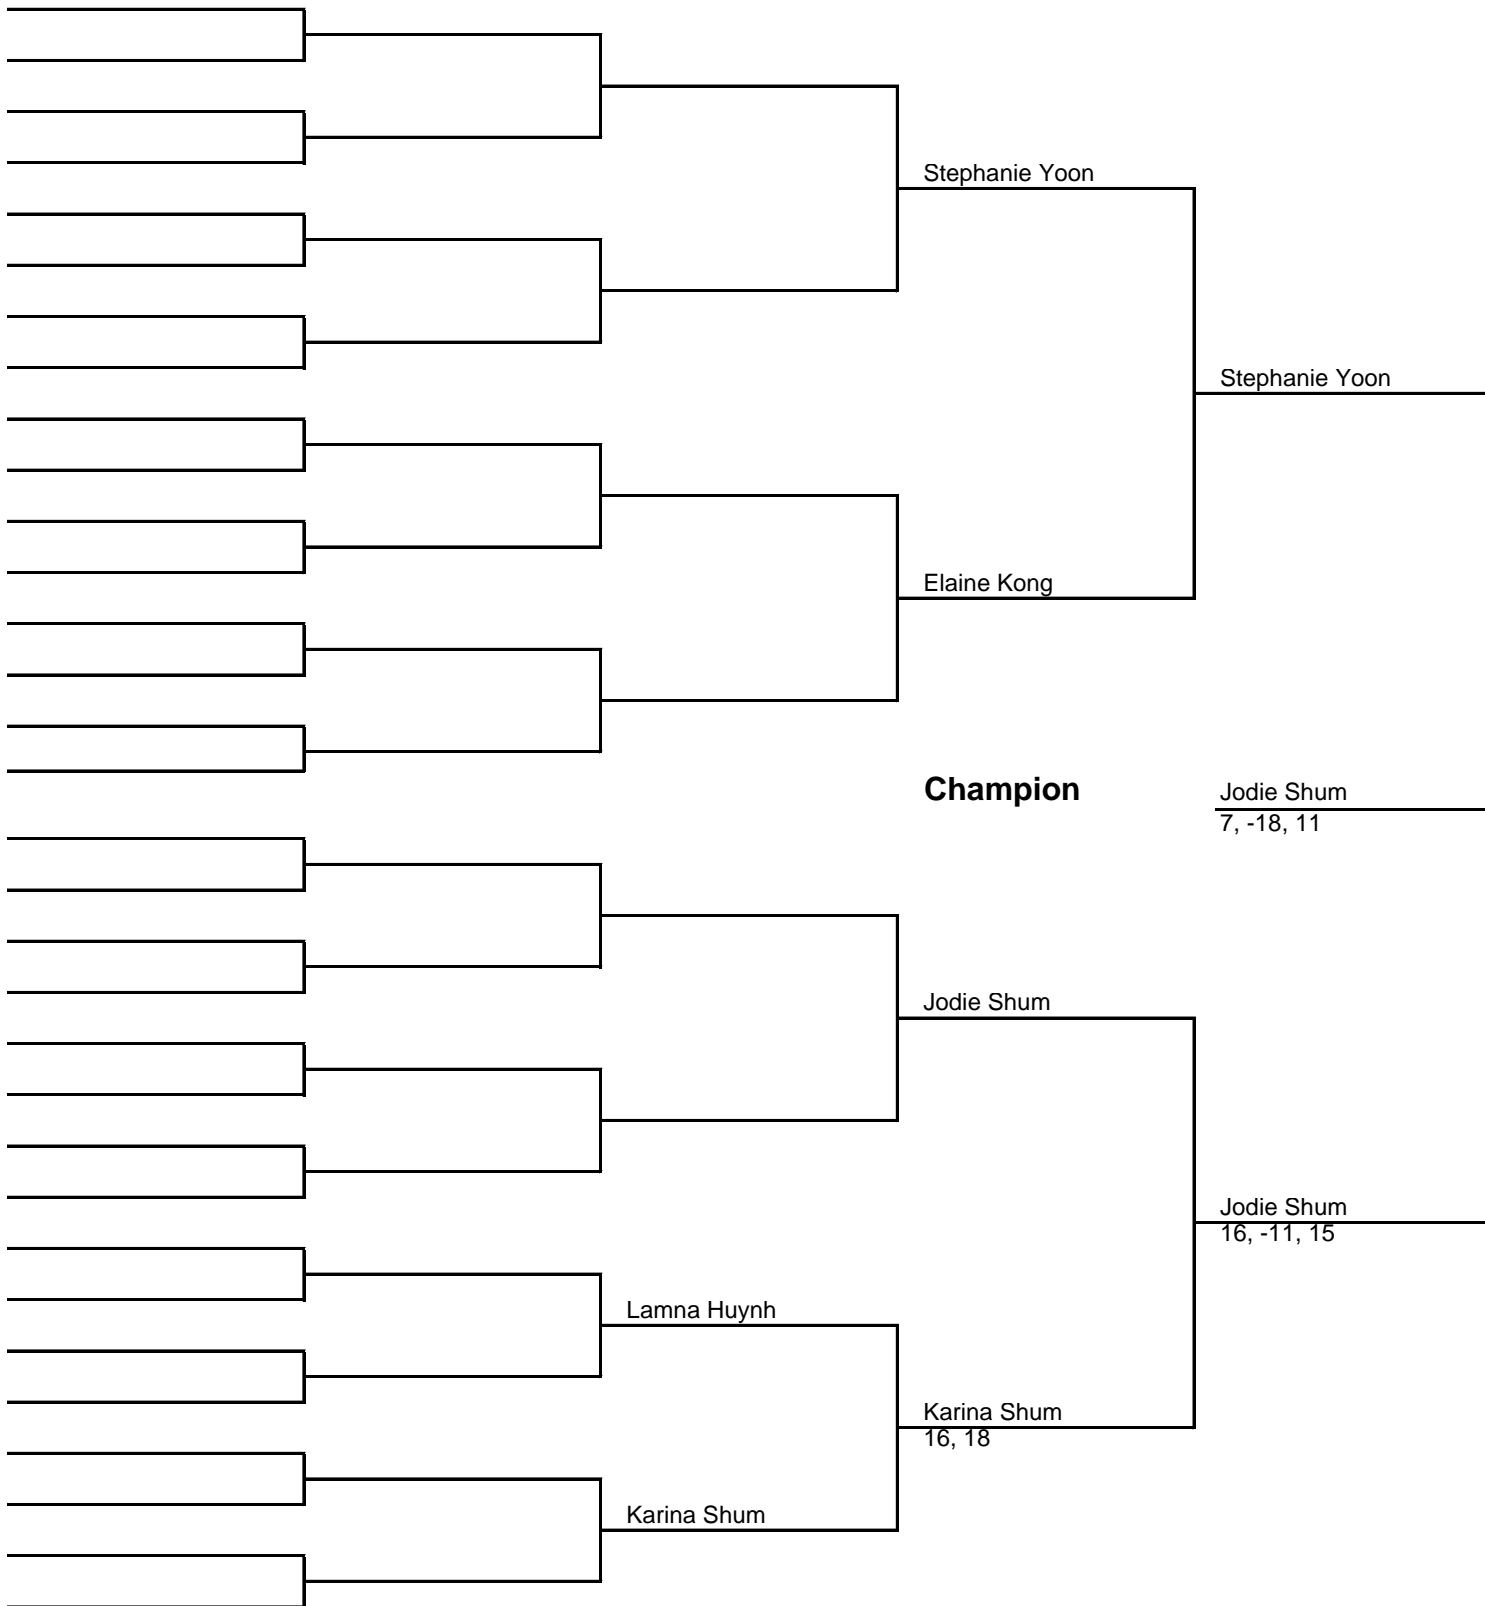 Stephanie Yoon
Stephanie Yoon
Elaine Kong
Champion
Jodie Shum
7, -18, 11
Jodie Shum
Jodie Shum
16, -11, 15
Lamna Huynh
Karina Shum
16, 18
Karina Shum